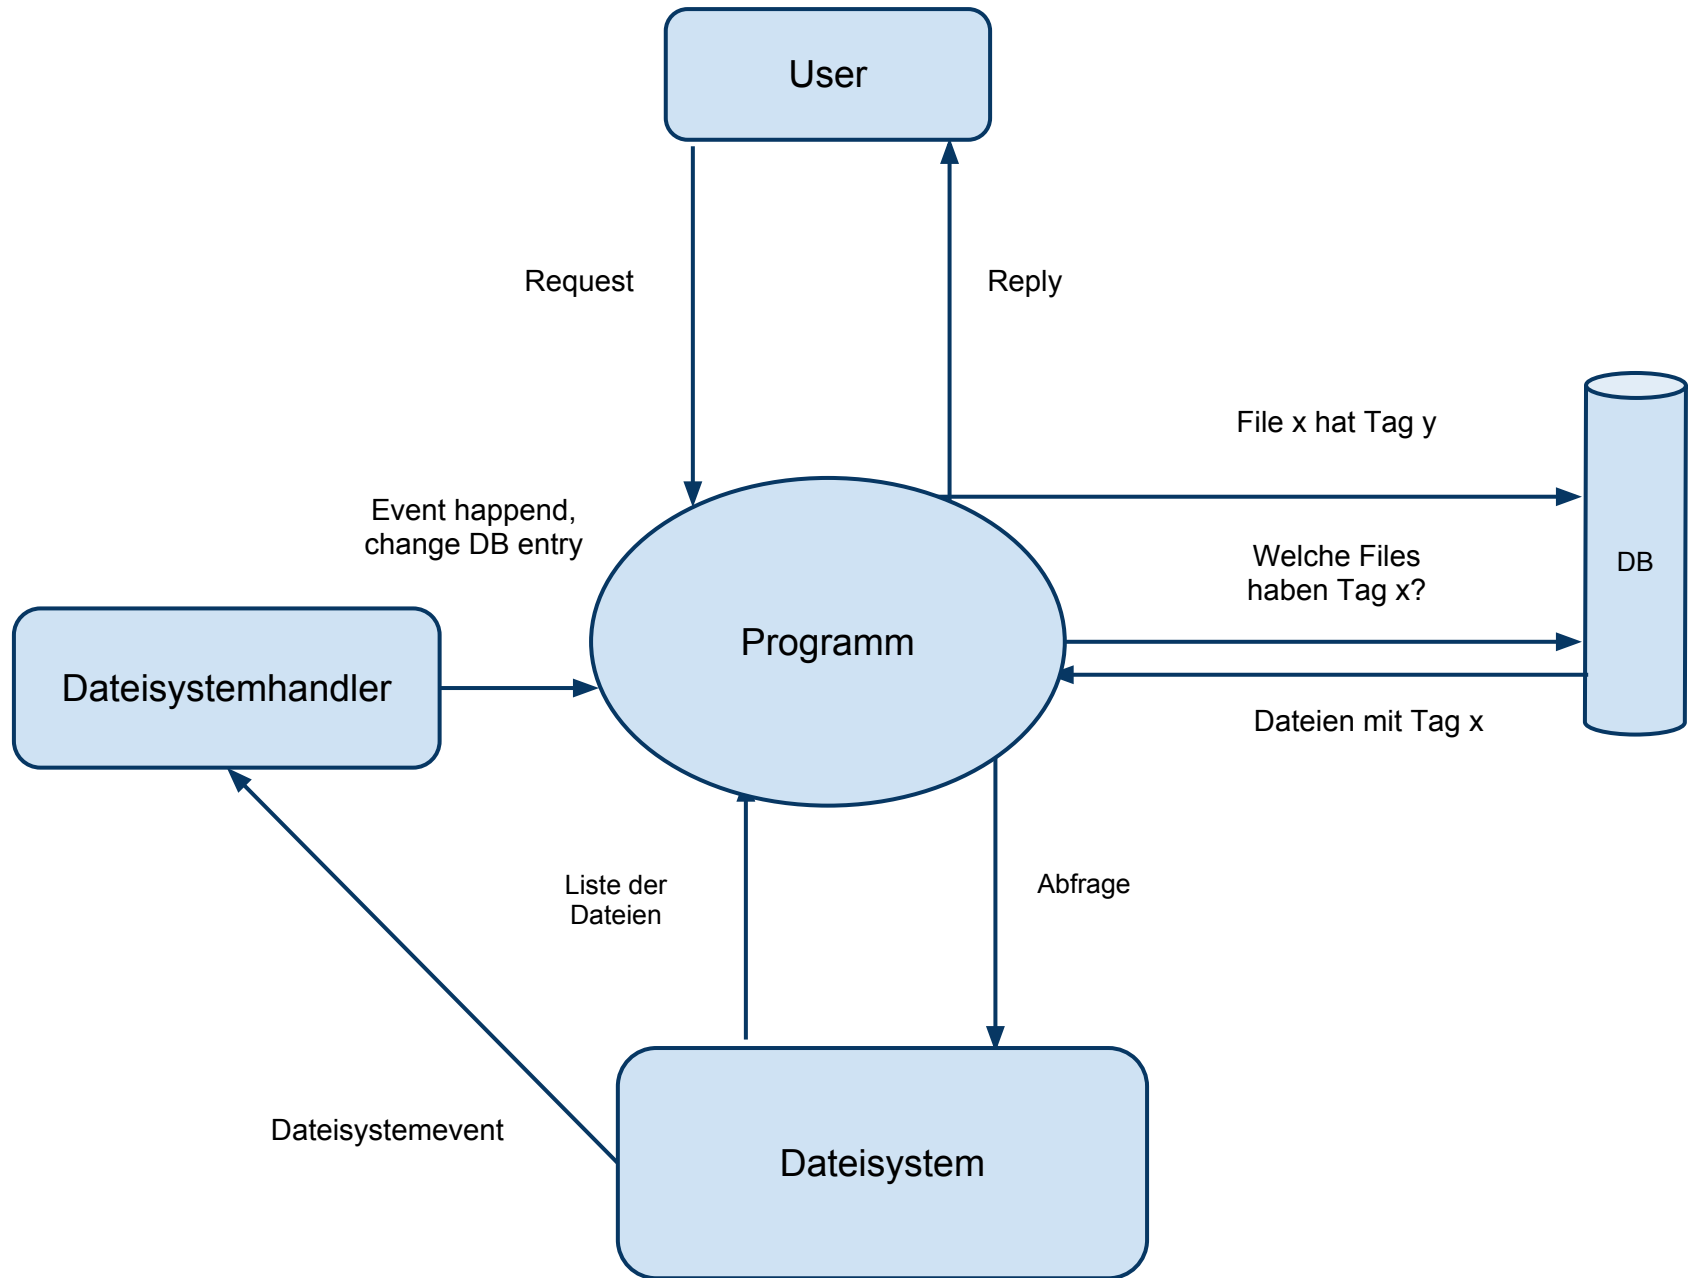 User
Request
Reply
File x hat Tag y
Event happend,
change DB entry
Welche Files
haben Tag x?
DB
Programm
Dateisystemhandler
Dateien mit Tag x
Liste der
Dateien
Abfrage
Dateisystemevent
Dateisystem